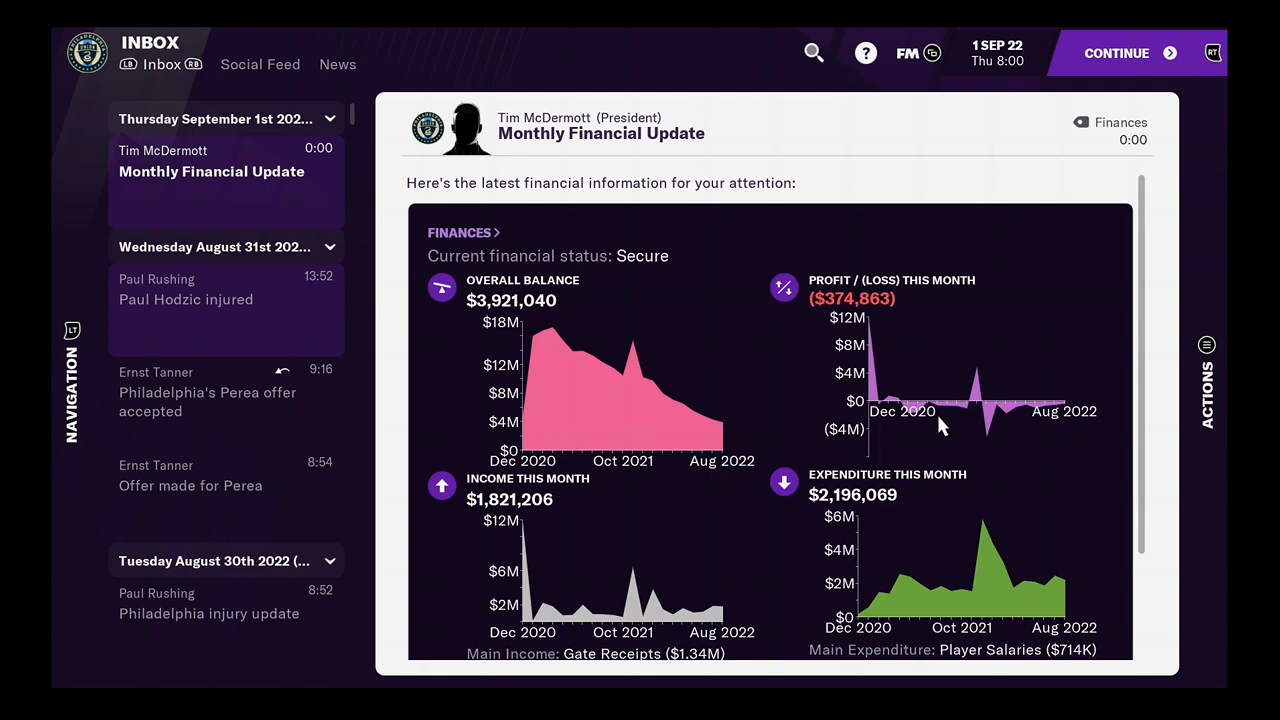 INBOX
LB Inbox RB
Social Feed
News
?
FM
1 SEP 22
Thu 8:00
CONTINUE
RT
Thursday September 1st 202...
Tim McDermott
0:00
Monthly Financial Update
Wednesday August 31st 202...
Paul Rushing
13:52
Paul Hodzic injured
Ernst Tanner
9:16
Philadelphia's Perea offer
accepted
Ernst Tanner
8:54
Offer made for Perea
Tuesday August 30th 2022 (...
Paul Rushing
8:52
Philadelphia injury update
LT
NAVIGATION
Tim McDermott (President)
Monthly Financial Update
Finances
0:00
Here's the latest financial information for your attention:
FINANCES >
Current financial status: Secure
OVERALL BALANCE
$3,921,040
$18M
$12M
$8M
$4M
$0
Dec 2020
Oct 2021
Aug 2022
PROFIT / (LOSS) THIS MONTH
($374,863)
$12M
$8M
$4M
$0
($4M)
Dec 2020
Aug 2022
INCOME THIS MONTH
$1,821,206
$12M
$6M
$2M
Dec 2020
Oct 2021
Aug 2022
Main Income: Gate Receipts ($1.34M)
EXPENDITURE THIS MONTH
$2,196,069
$6M
$4M
$2M
$0
Dec 2020
Oct 2021
Aug 2022
Main Expenditure: Player Salaries ($714K)
ACTIONS